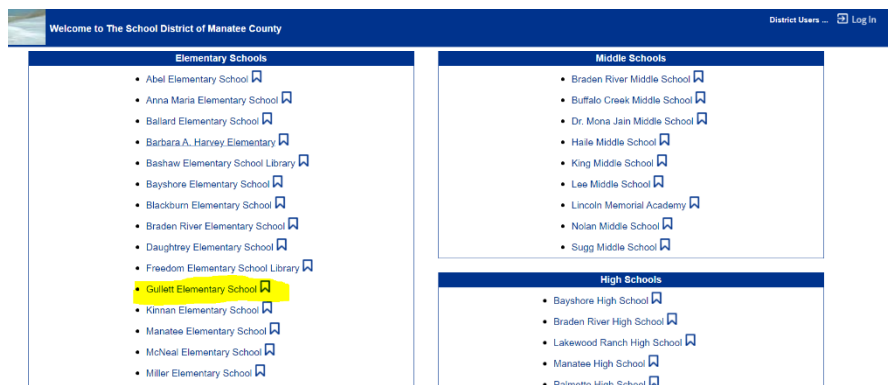 Welcome to The School District of Manatee County
District Users ... Log In
Elementary Schools
Abel Elementary School
Anna Maria Elementary School
Ballard Elementary School
Barbara A. Harvey Elementary
Bashaw Elementary School Library
Bayshore Elementary School
Blackburn Elementary School
Braden River Elementary School
Daughtrey Elementary School
Freedom Elementary School Library
Gullett Elementary School
Kinnan Elementary School
Manatee Elementary School
McNeal Elementary School
Miller Elementary School
Middle Schools
Braden River Middle School
Buffalo Creek Middle School
Dr. Mona Jain Middle School
Haile Middle School
King Middle School
Lee Middle School
Lincoln Memorial Academy
Nolan Middle School
Sugg Middle School
High Schools
Bayshore High School
Braden River High School
Lakewood Ranch High School
Manatee High School
Palmetto High School